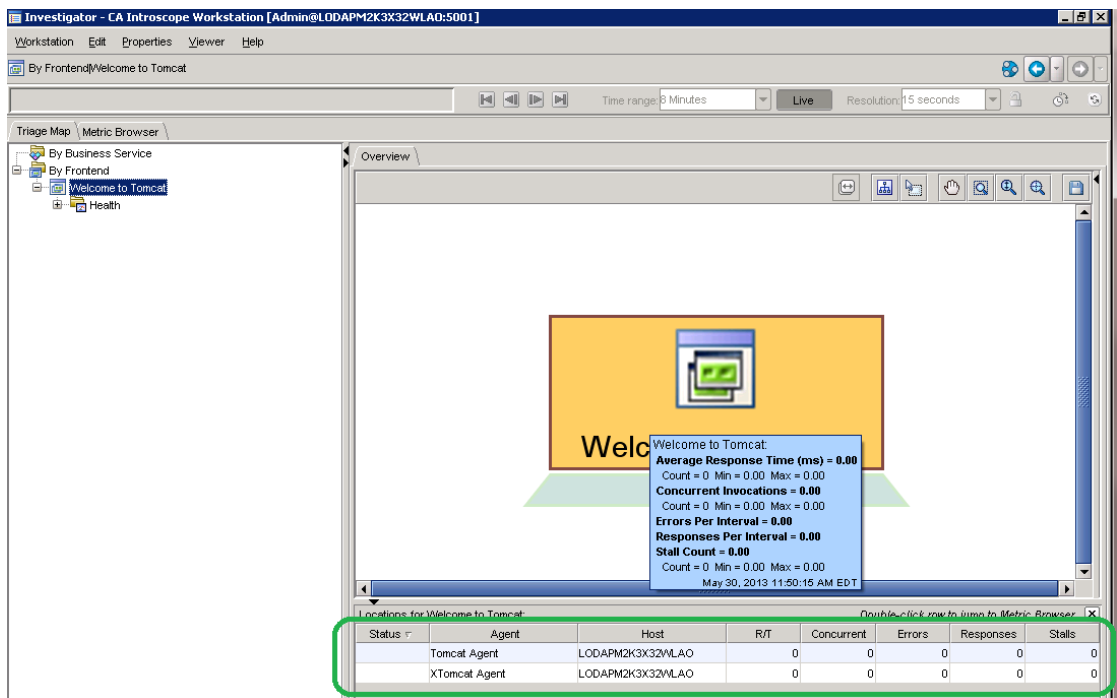 Investigator - CA Introscope Workstation [Admin@LODAPM2K3X32WLAO:5001]
Workstation Edit Properties Viewer Help
By Frontend|Welcome to Tomcat
Time range: 8 Minutes Live Resolution: 15 seconds
Triage Map Metric Browser
By Business Service
By Frontend
Welcome to Tomcat
Health
Overview
Welc
Welcome to Tomcat:
Average Response Time (ms) = 0.00
Count = 0 Min = 0.00 Max = 0.00
Concurrent Invocations = 0.00
Count = 0 Min = 0.00 Max = 0.00
Errors Per Interval = 0.00
Responses Per Interval = 0.00
Stall Count = 0.00
Count = 0 Min = 0.00 Max = 0.00
May 30, 2013 11:50:15 AM EDT
Locations for Welcome to Tomcat: Double-click row to jump to Metric Browser
Status Agent Host R/T Concurrent Errors Responses Stalls
Tomcat Agent LODAPM2K3X32WLAO 0 0 0 0 0
XTomcat Agent LODAPM2K3X32WLAO 0 0 0 0 0